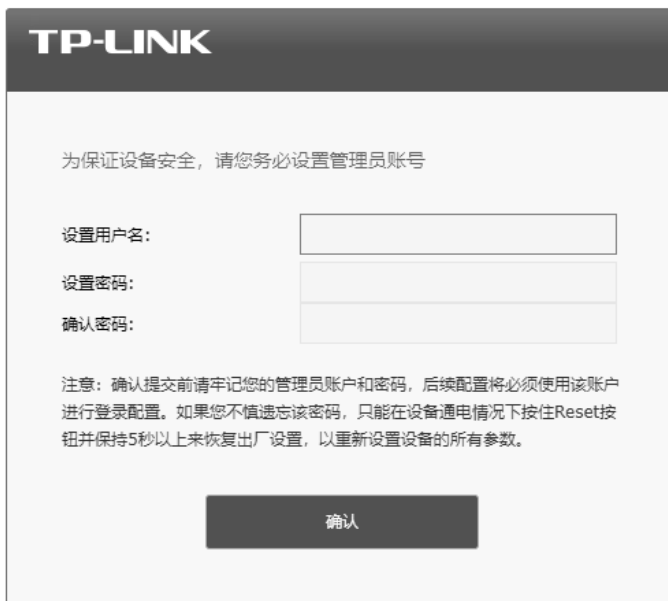 TP-LINK
为保证设备安全，请您务必设置管理员账号
设置用户名：
设置密码：
确认密码：
注意：确认提交前请牢记您的管理员账户和密码，后续配置将必须使用该账户
进行登录配置。如果您不慎遗忘该密码，只能在设备通电情况下按住Reset按
钮并保持5秒以上来恢复出厂设置，以重新设置设备的所有参数。
确认